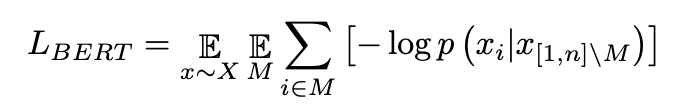 L_{BERT} = \mathbb{E}_{x \sim X} \mathbb{E}_{M} \sum_{i \in M} \left[ -\log p \left( x_i | x_{[1,n] \setminus M} \right) \right]